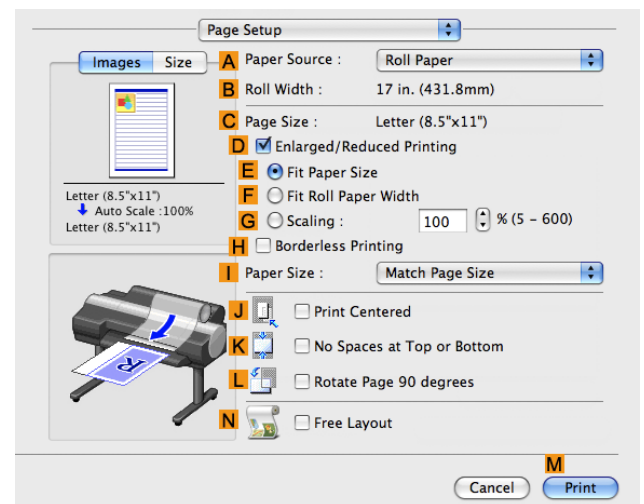 Page Setup
Images Size
A Paper Source : Roll Paper
B Roll Width : 17 in. (431.8mm)
C Page Size : Letter (8.5"x11")
D Enlarged/Reduced Printing
E Fit Paper Size
F Fit Roll Paper Width
G Scaling : 100 % (5 – 600)
H Borderless Printing
Letter (8.5"x11")
Auto Scale :100%
Letter (8.5"x11")
I Paper Size : Match Page Size
J Print Centered
K No Spaces at Top or Bottom
L Rotate Page 90 degrees
N Free Layout
R
M
Cancel Print